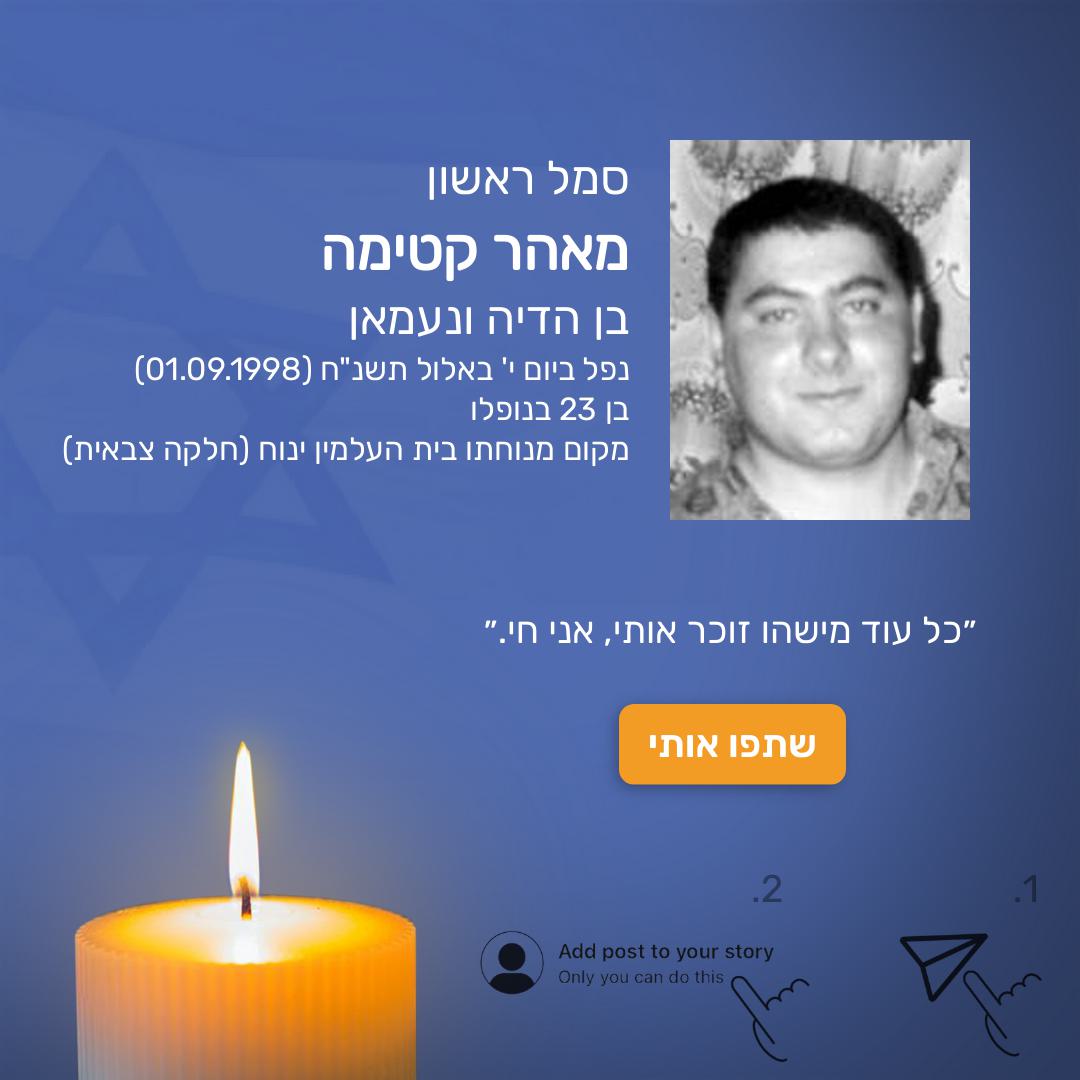 סמל ראשון
מאהר קטימה
בן הדיה ונעמאן
נפל ביום י' באלול תשנ"ח (01.09.1998)
בן 23 בנופלו
מקום מנוחתו בית העלמין ינוח (חלקה צבאית)
״כל עוד מישהו זוכר אותי, אני חי.״
שתפו אותי
1.
2.
Add post to your story
Only you can do this